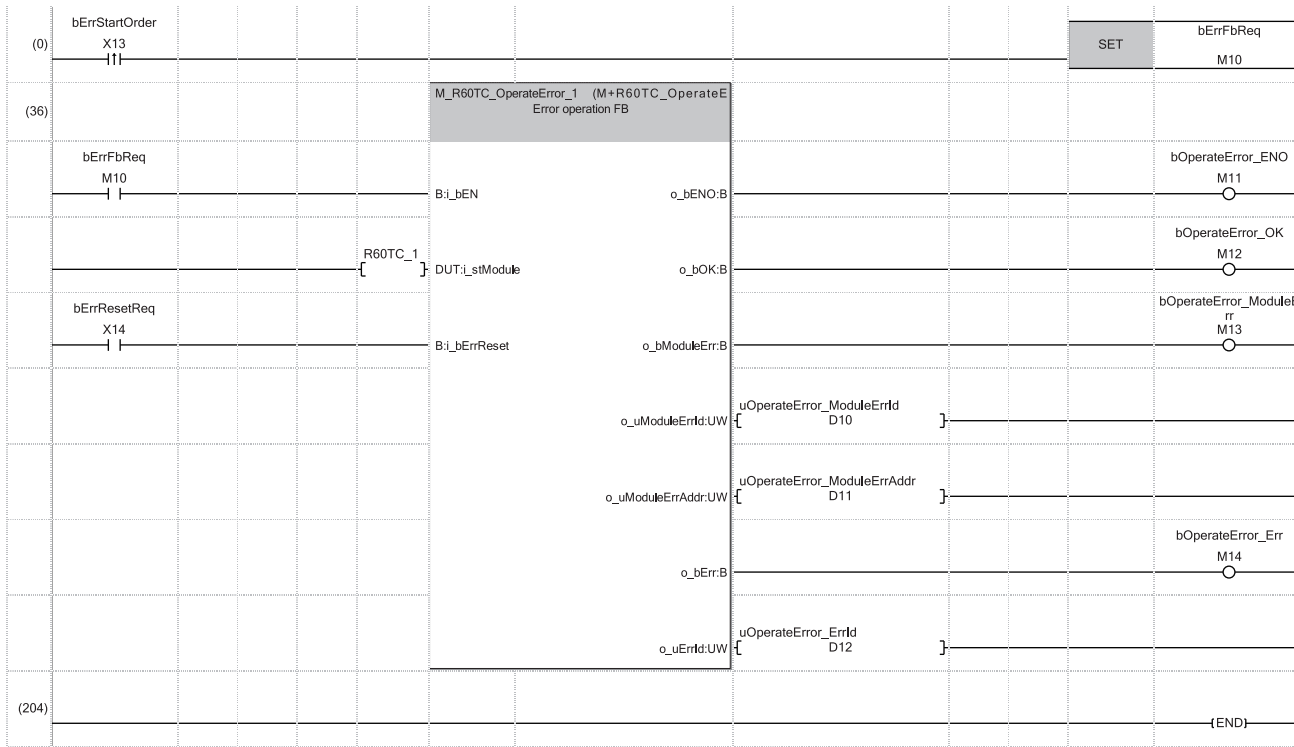 bErrStartOrder
(0)
X13
SET
bErrFbReq
M10
(36)
M_R60TC_OperateError_1 (M+R60TC_OperateE
Error operation FB
bErrFbReq
M10
B:i_bEN
o_bENO:B
bOperateError_ENO
M11
R60TC_1
DUT:i_stModule
o_bOK:B
bOperateError_OK
M12
bErrResetReq
X14
B:i_bErrReset
o_bModuleErr:B
bOperateError_ModuleE
rr
M13
o_uModuleErrId:UW
uOperateError_ModuleErrId
D10
o_uModuleErrAddr:UW
uOperateError_ModuleErrAddr
D11
o_bErr:B
bOperateError_Err
M14
o_uErrId:UW
uOperateError_ErrId
D12
(204)
END